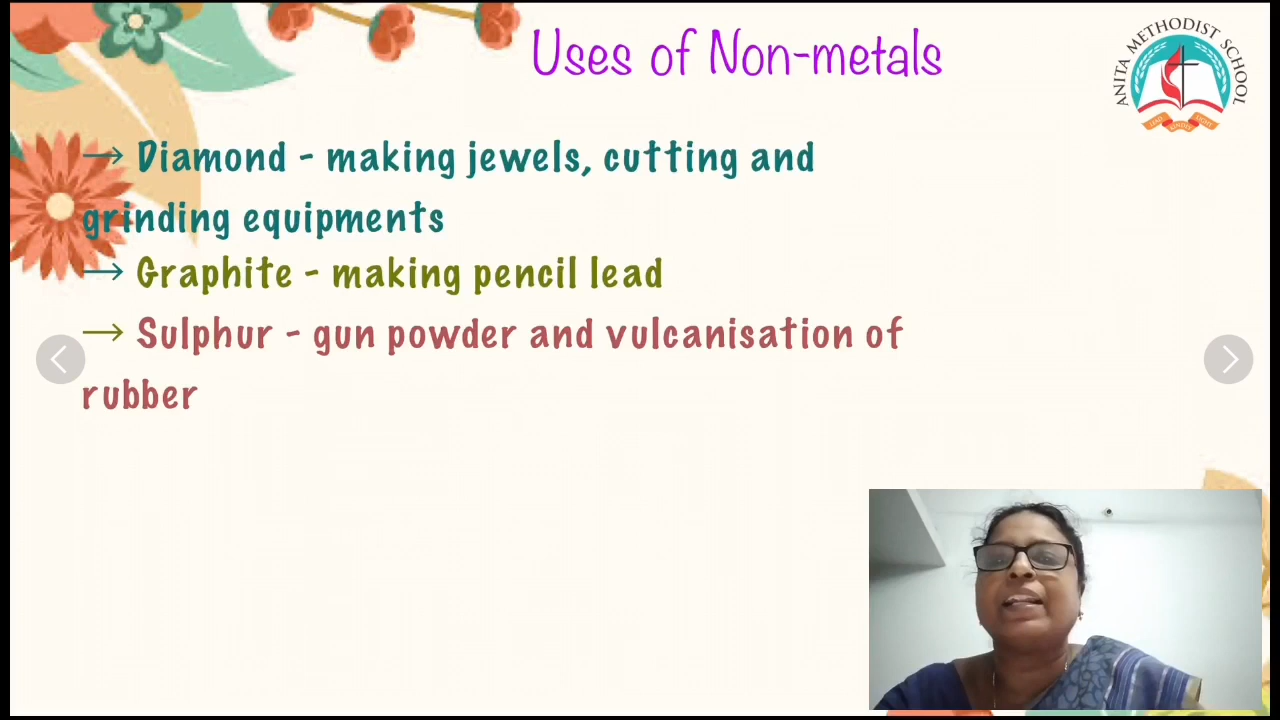 Uses of Non-metals
ANITA METHODIST SCHOOL
→ Diamond - making jewels, cutting and
grinding equipments
→ Graphite - making pencil lead
→ Sulphur - gun powder and vulcanisation of
rubber